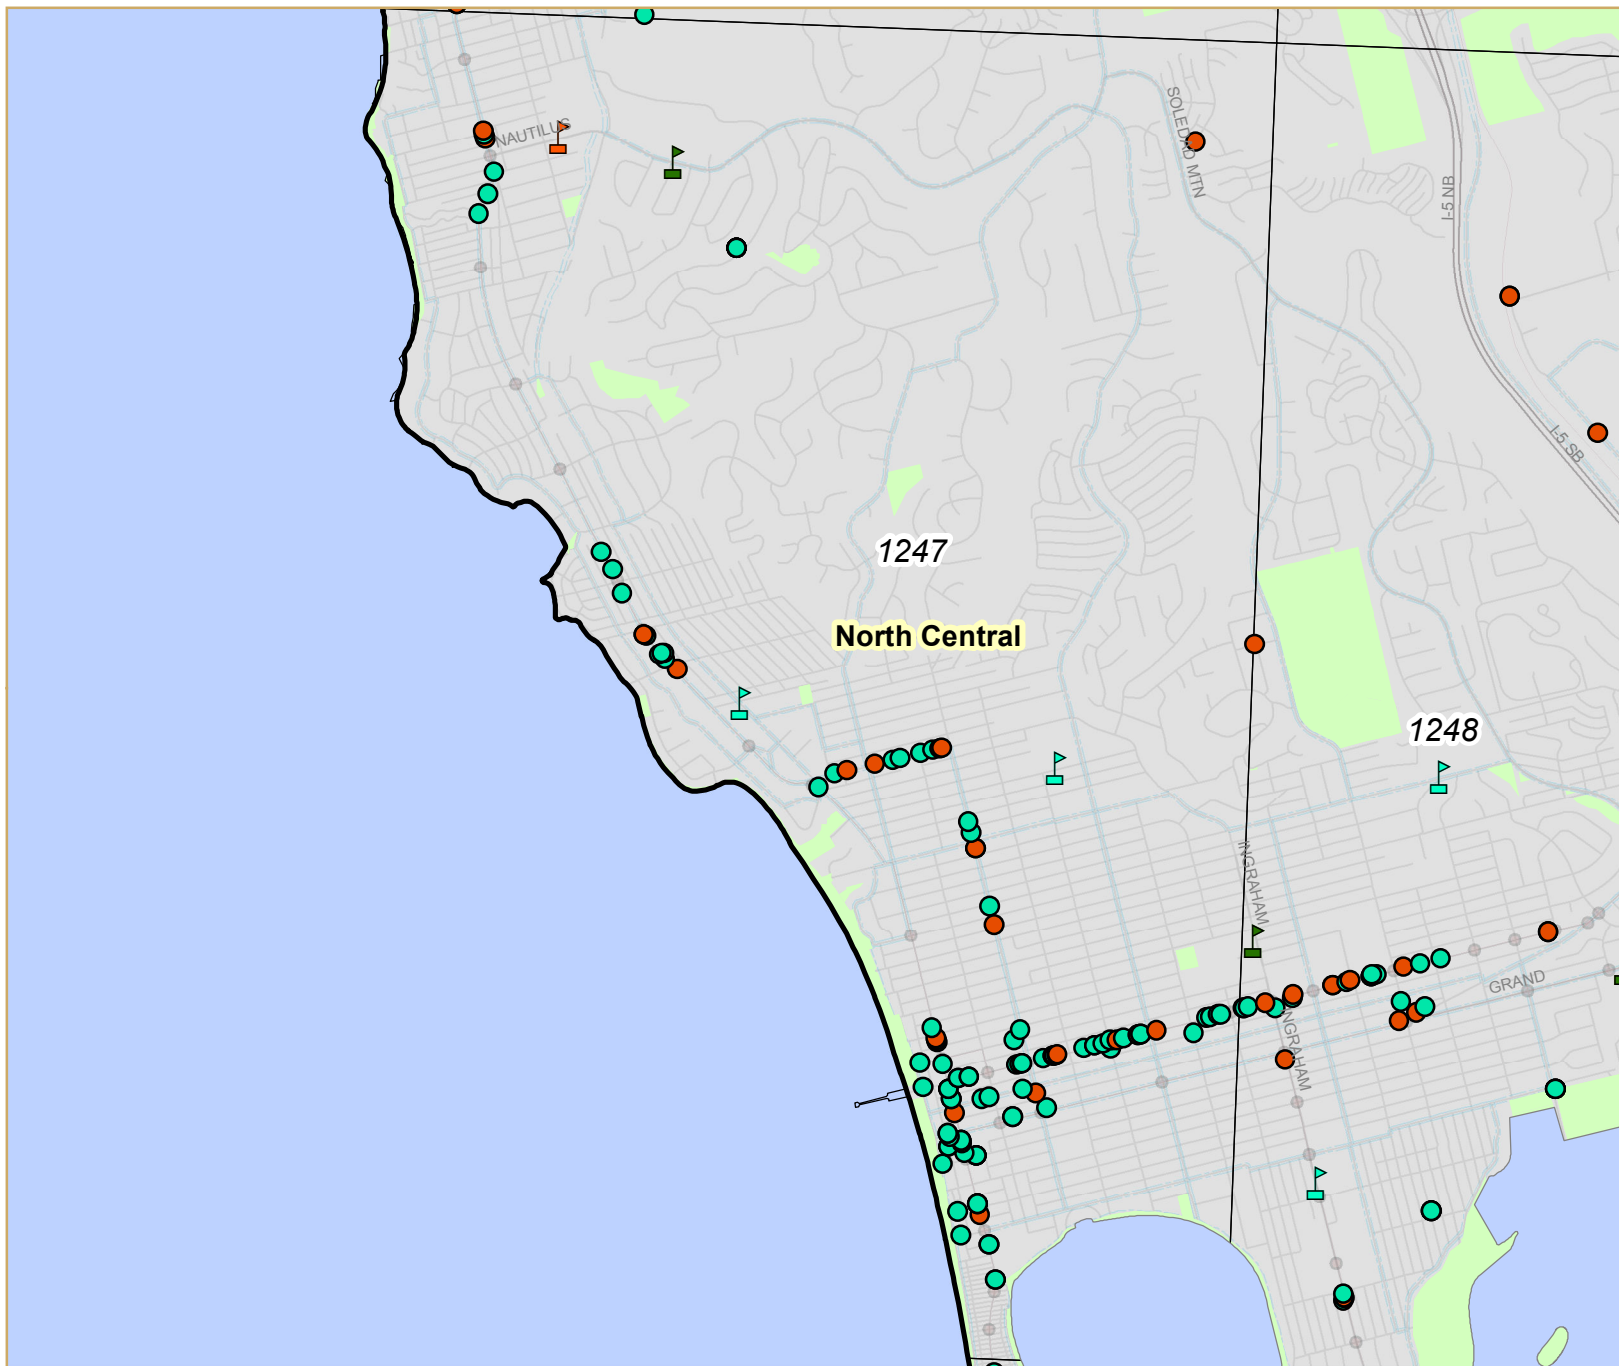 NAUTILUS
SOLEDAD MTN
I-5 NB
I-5 SB
1247
North Central
1248
INGRAHAM
GRAND
INGRAHAM